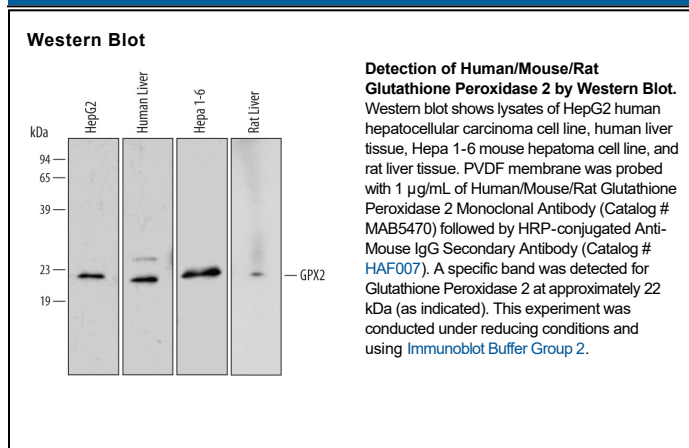 Western Blot
HepG2
Human Liver
Hepa 1-6
Rat Liver
kDa
94
65
39
23
19
GPX2
Detection of Human/Mouse/Rat
Glutathione Peroxidase 2 by Western Blot.
Western blot shows lysates of HepG2 human
hepatocellular carcinoma cell line, human liver
tissue, Hepa 1-6 mouse hepatoma cell line, and
rat liver tissue. PVDF membrane was probed
with 1 µg/mL of Human/Mouse/Rat Glutathione
Peroxidase 2 Monoclonal Antibody (Catalog #
MAB5470) followed by HRP-conjugated Anti-
Mouse IgG Secondary Antibody (Catalog #
HAF007). A specific band was detected for
Glutathione Peroxidase 2 at approximately 22
kDa (as indicated). This experiment was
conducted under reducing conditions and
using Immunoblot Buffer Group 2.